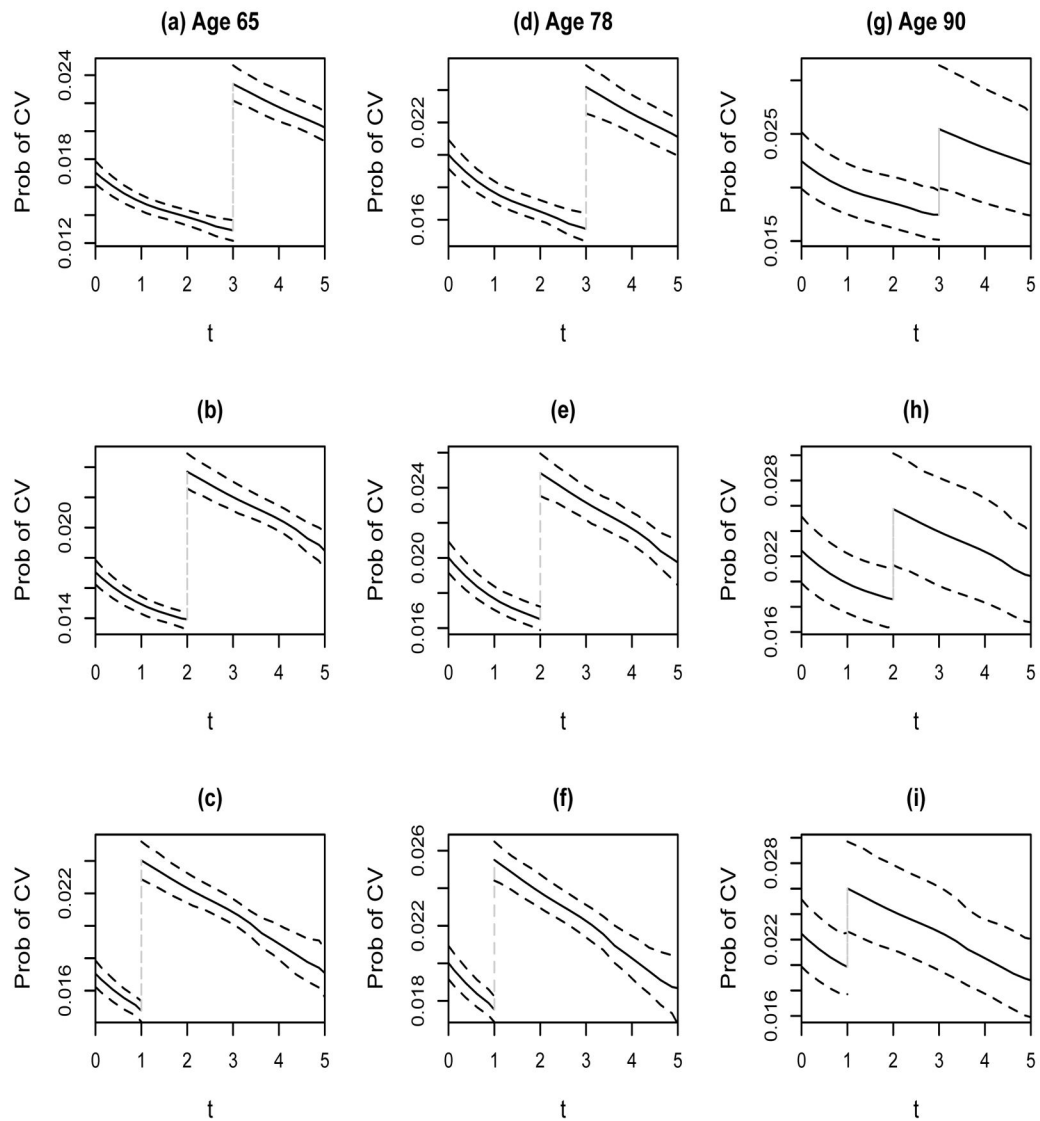 (a) Age 65 (d) Age 78 (g) Age 90
Prob of CV
0.012 0.018 0.024
0 1 2 3 4 5
t
Prob of CV
0.016 0.022
0 1 2 3 4 5
t
Prob of CV
0.015 0.025
0 1 2 3 4 5
t
(b) (e) (h)
Prob of CV
0.014 0.020
0 1 2 3 4 5
t
Prob of CV
0.016 0.020 0.024
0 1 2 3 4 5
t
Prob of CV
0.016 0.022 0.028
0 1 2 3 4 5
t
(c) (f) (i)
Prob of CV
0.016 0.022
0 1 2 3 4 5
t
Prob of CV
0.018 0.022 0.026
0 1 2 3 4 5
t
Prob of CV
0.016 0.022 0.028
0 1 2 3 4 5
t